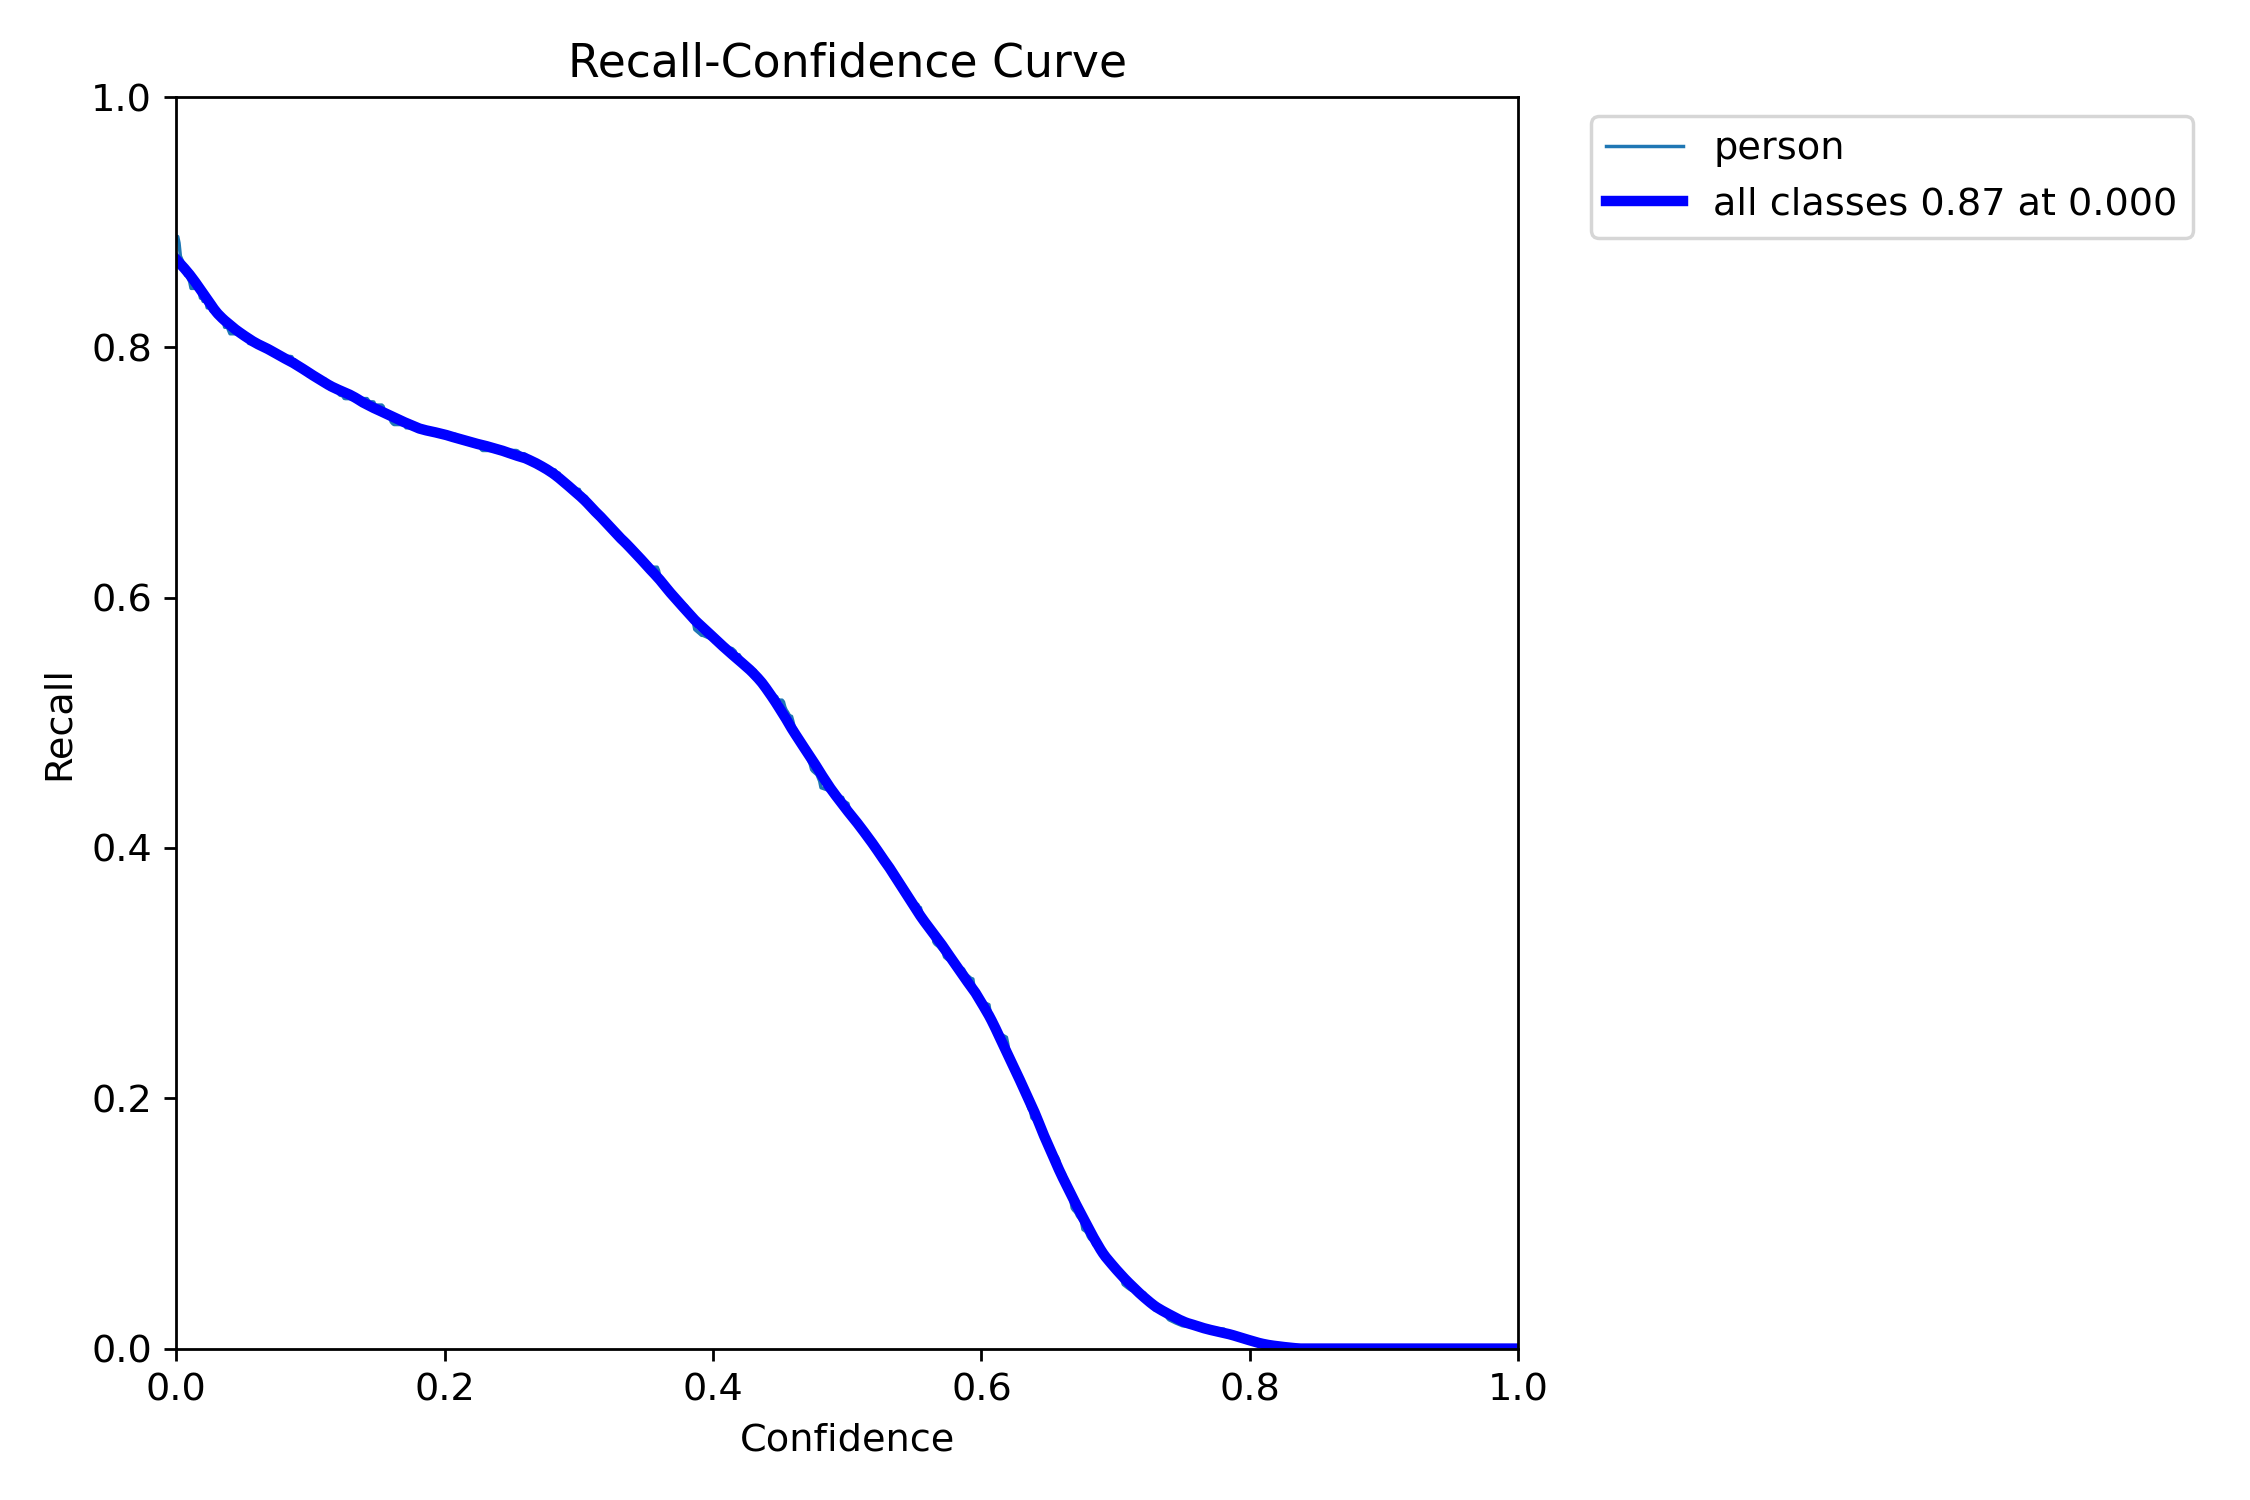 Recall-Confidence Curve
1.0
0.8
0.6
0.4
0.2
0.0
Recall
0.0 0.2 0.4 0.6 0.8 1.0
Confidence
person
all classes 0.87 at 0.000